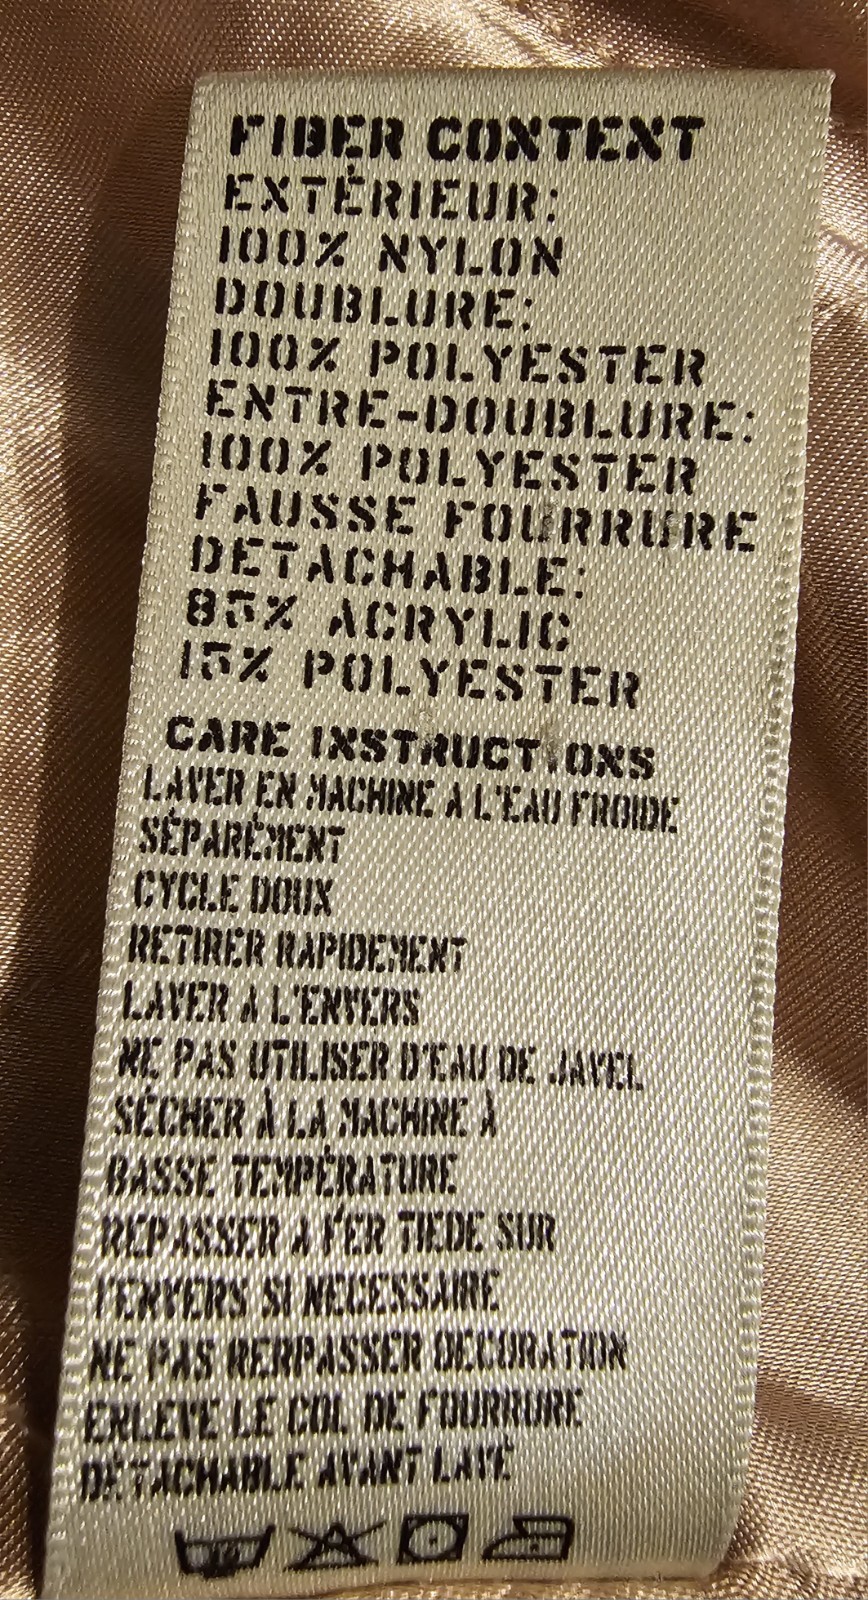 FIBER CONTENT
EXTÉRIEUR:
100% NYLON
DOUBLURE:
100% POLYESTER
ENTRE-DOUBLURE:
100% POLYESTER
FAUSSE FOURRURE
DETACHABLE:
85% ACRYLIC
15% POLYESTER
CARE INSTRUCTIONS
LAVER EN MACHINE A L'EAU FROIDE
SÉPARÉMENT
CYCLE DOUX
RETIRER RAPIDEMENT
LAVER A L'ENVERS
NE PAS UTILISER D'EAU DE JAVEL
SÉCHER À LA MACHINE À
BASSE TEMPÉRATURE
REPASSER A FER TIEDE SUR
l'ENVERS SI NECESSAIRE
NE PAS RERPASSER DECORATION
ENLEVE LE COL DE FOURRURE
DÉTACHABLE AVANT LAVÉ